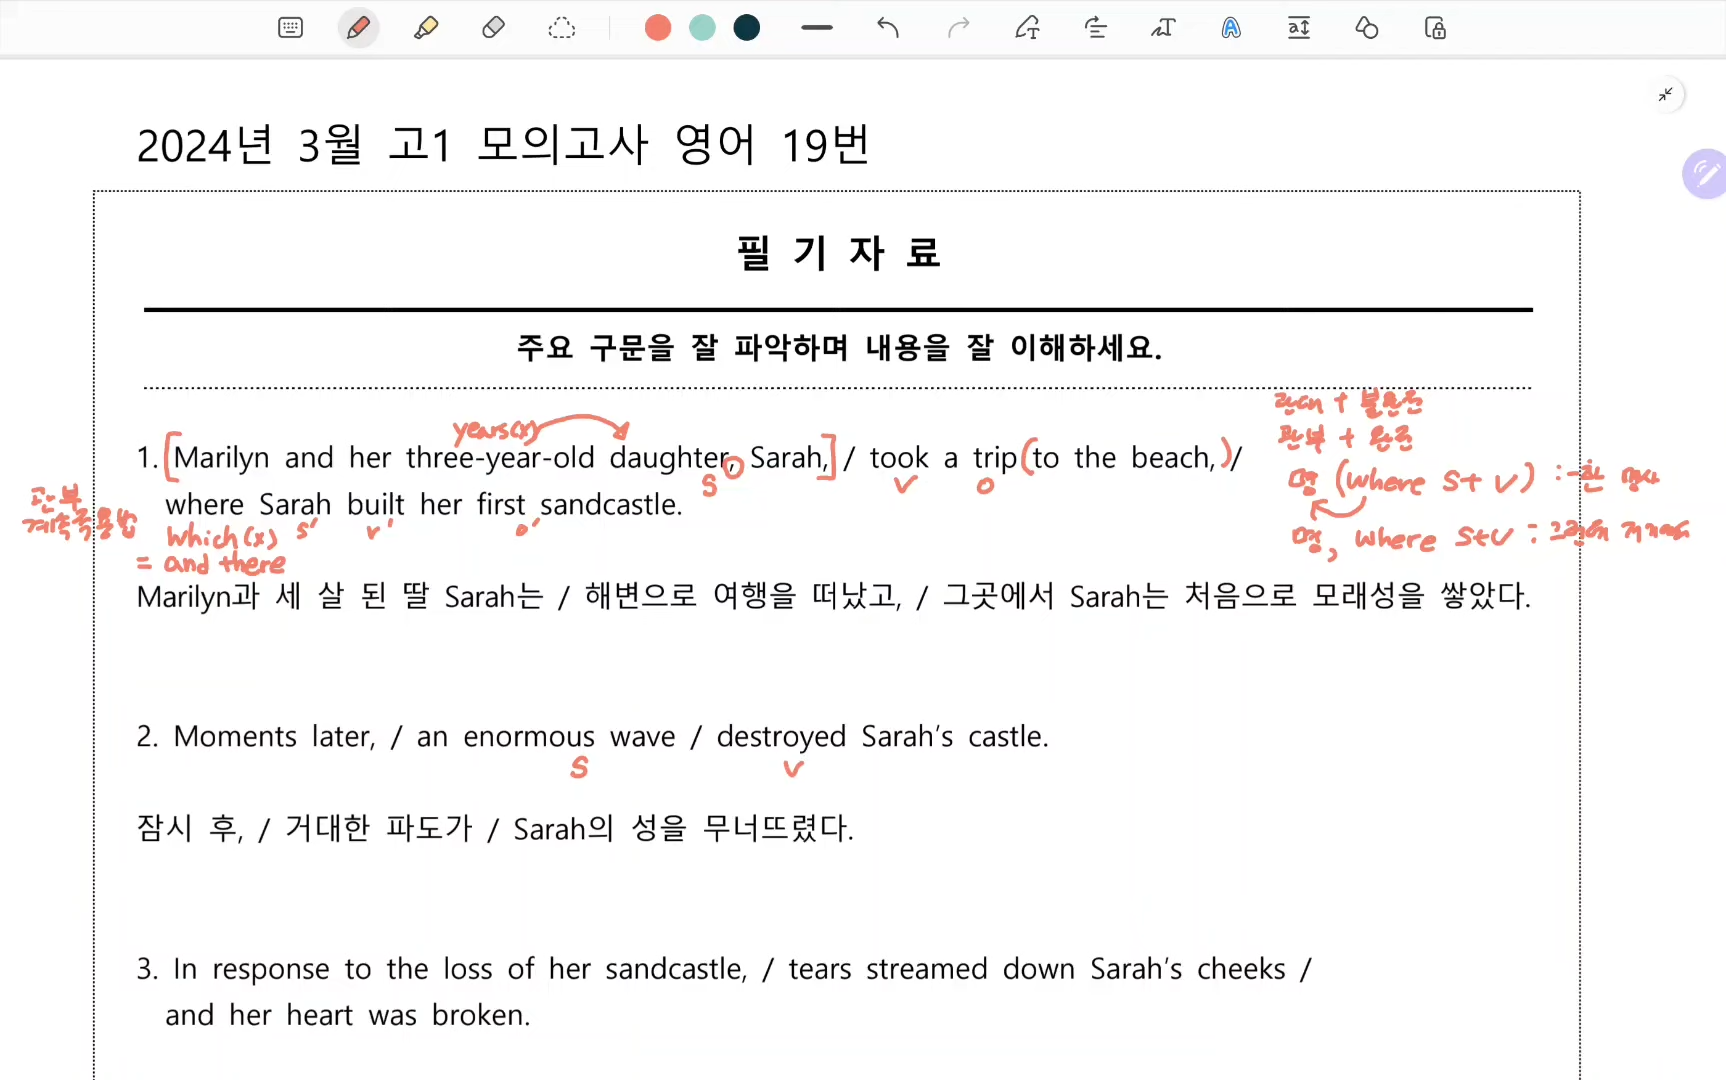 2024년 3월 고1 모의고사 영어 19번
필 기 자 료
주요 구문을 잘 파악하며 내용을 잘 이해하세요.
관대 + 불완전
years(x)
관부 + 완전
1. [Marilyn and her three-year-old daughter, Sarah,] / took a trip (to the beach,) /
S V O
명 (where S+V) : ~한 명사
관부
계속적용법
where Sarah built her first sandcastle.
which(x) S' V' O'
명, where S+V : 그런데
= and there
Marilyn과 세 살 된 딸 Sarah는 / 해변으로 여행을 떠났고, / 그곳에서 Sarah는 처음으로 모래성을 쌓았다.
2. Moments later, / an enormous wave / destroyed Sarah's castle.
S V
잠시 후, / 거대한 파도가 / Sarah의 성을 무너뜨렸다.
3. In response to the loss of her sandcastle, / tears streamed down Sarah's cheeks /
and her heart was broken.